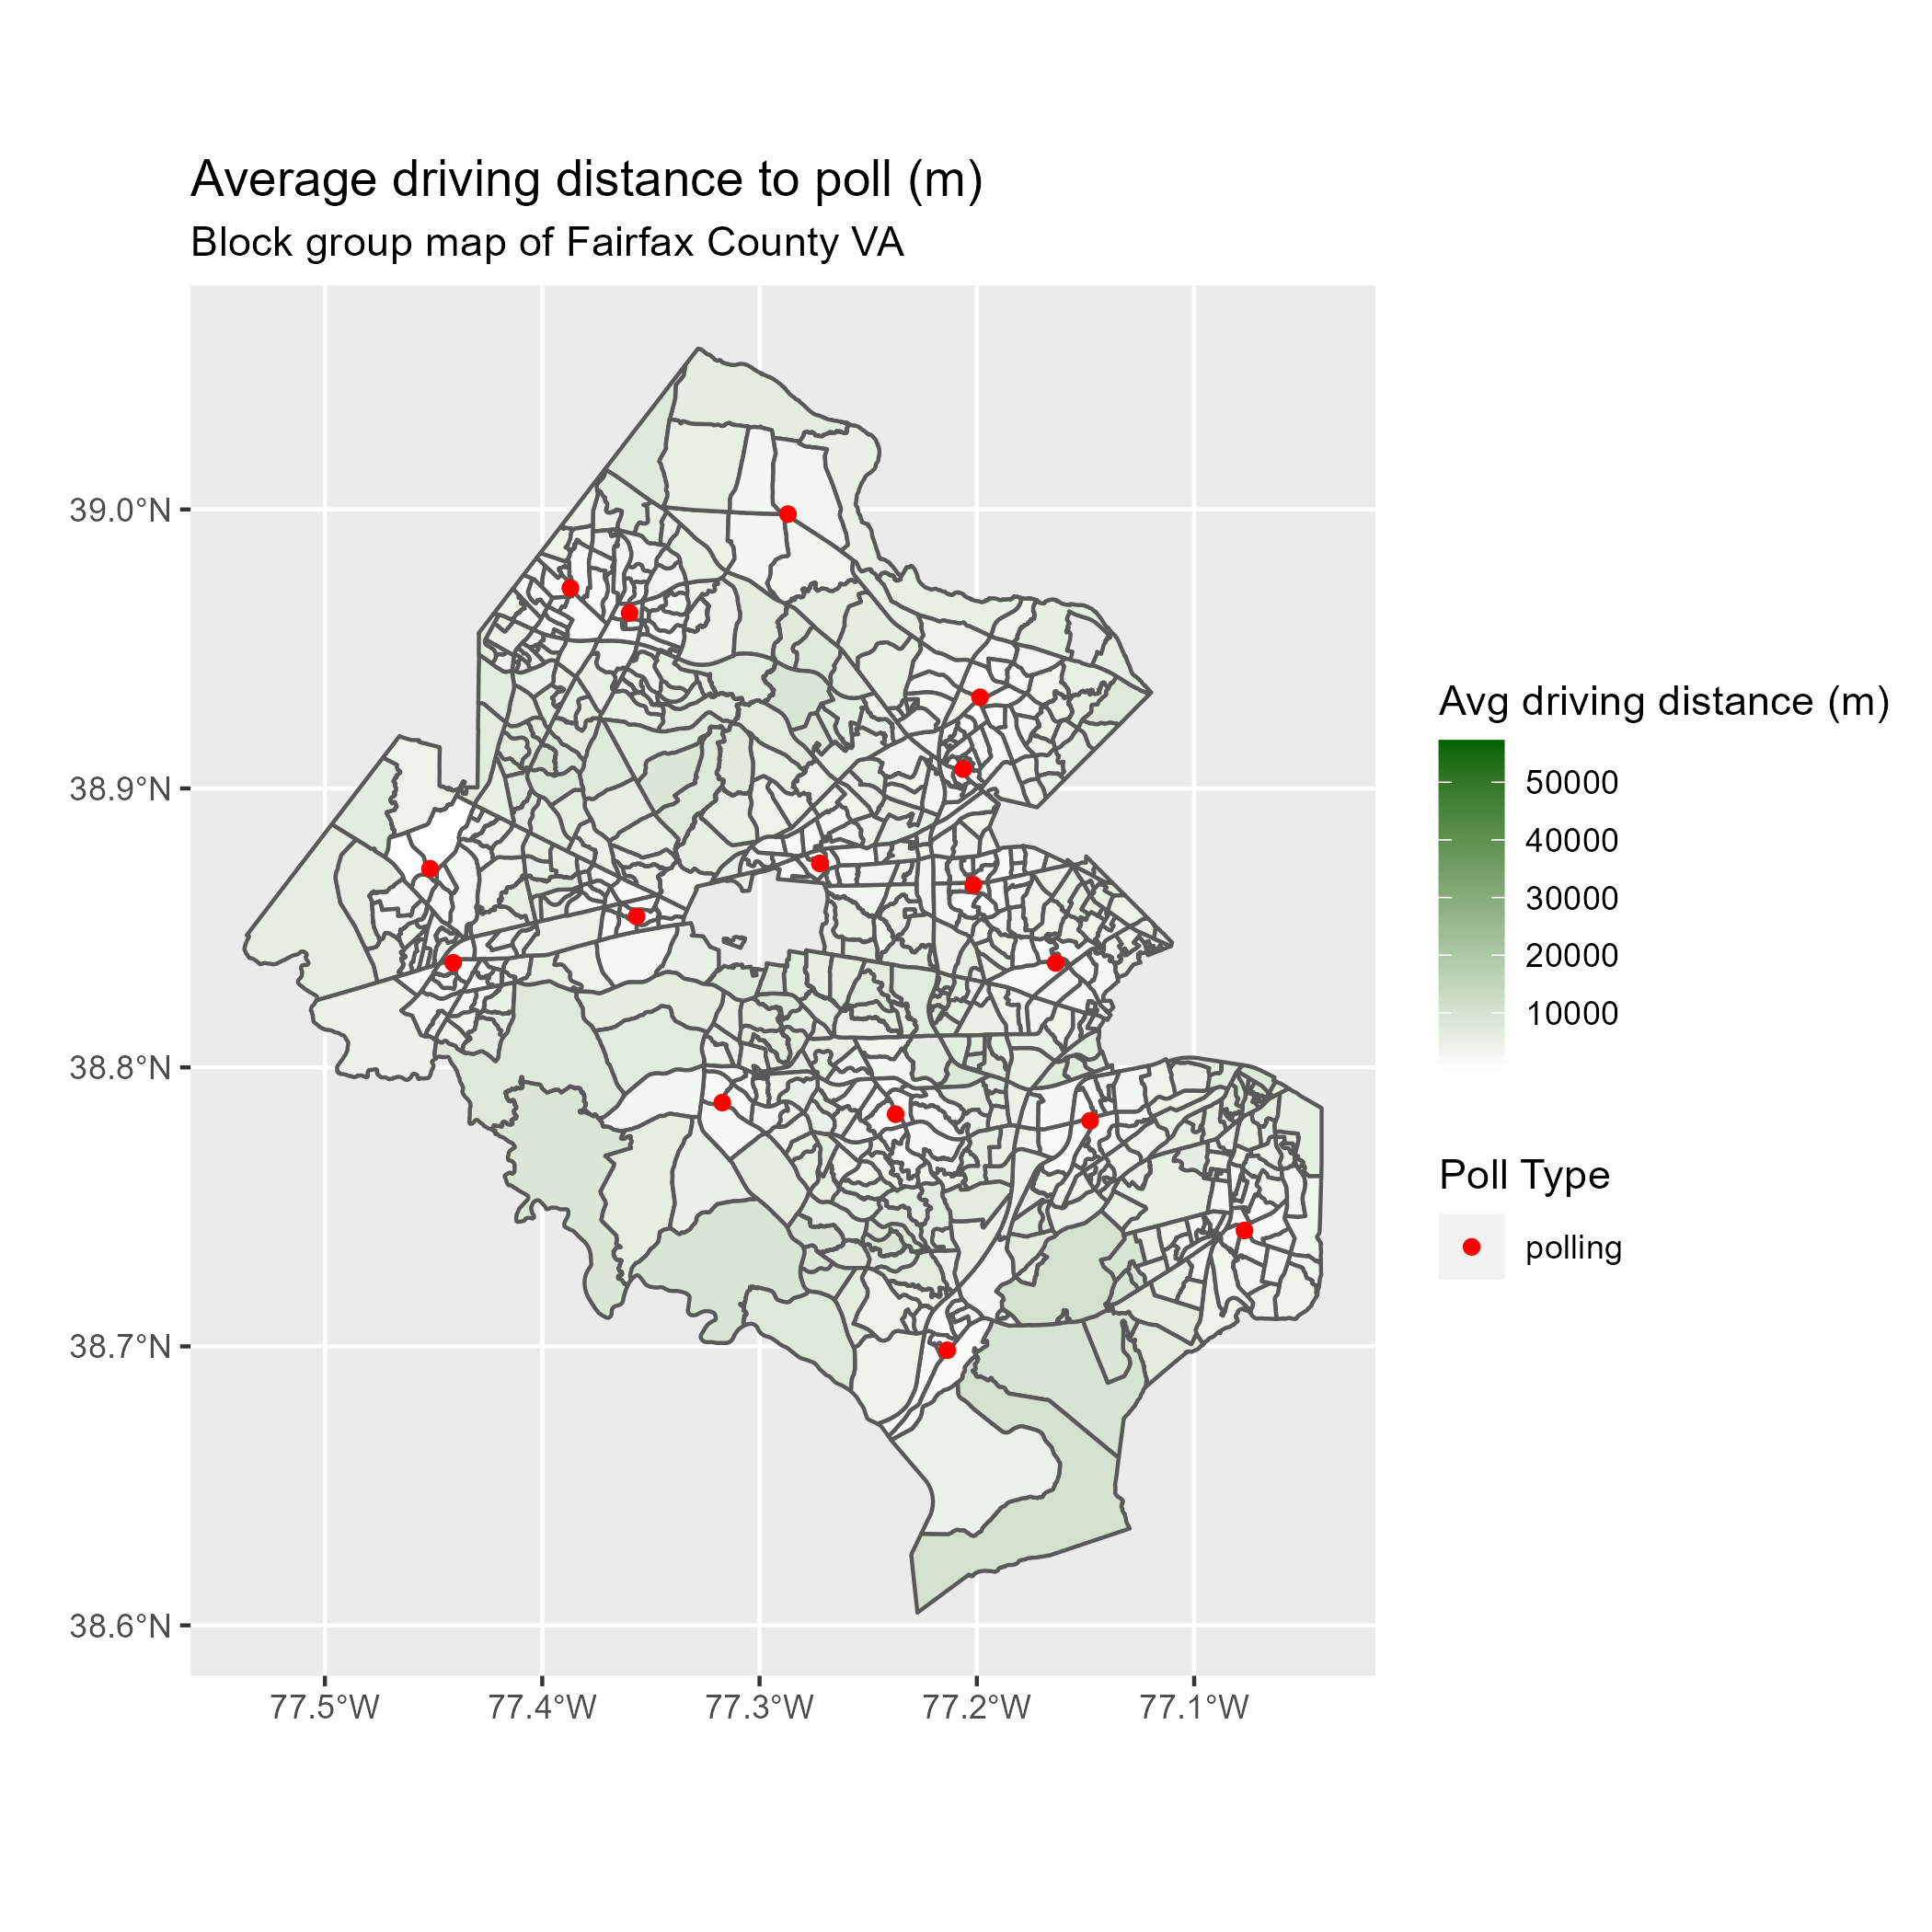 Average driving distance to poll (m)
Block group map of Fairfax County VA
39.0°N
38.9°N
38.8°N
38.7°N
38.6°N
77.5°W
77.4°W
77.3°W
77.2°W
77.1°W
Avg driving distance (m)
50000
40000
30000
20000
10000
Poll Type
polling